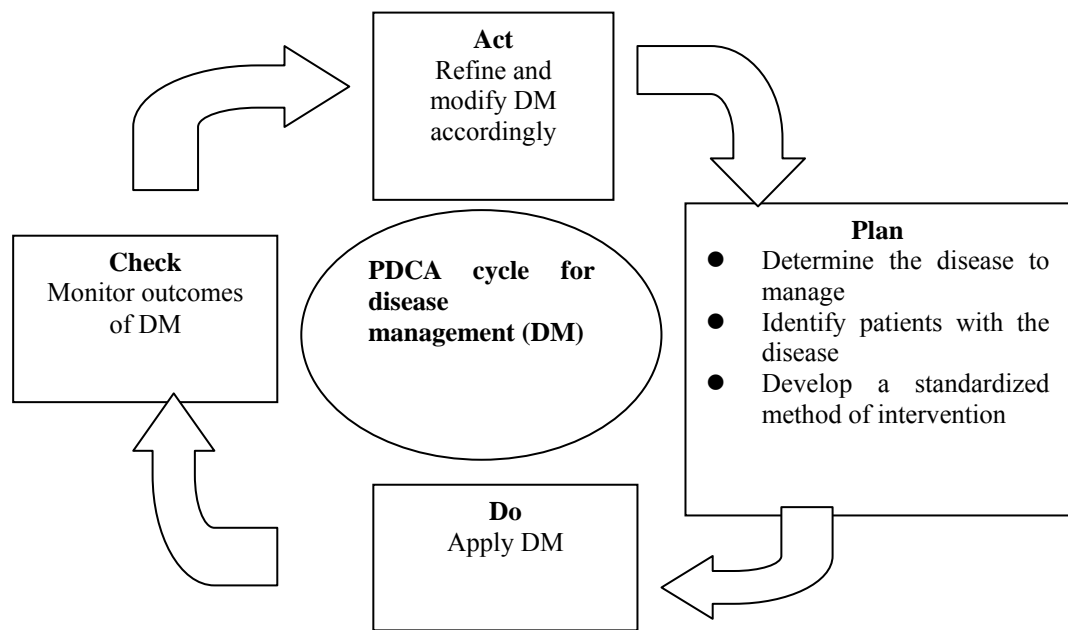 Act
Refine and
modify DM
accordingly
Plan
● Determine the disease to
manage
● Identify patients with the
disease
● Develop a standardized
method of intervention
Check
Monitor outcomes
of DM
PDCA cycle for
disease
management (DM)
Do
Apply DM